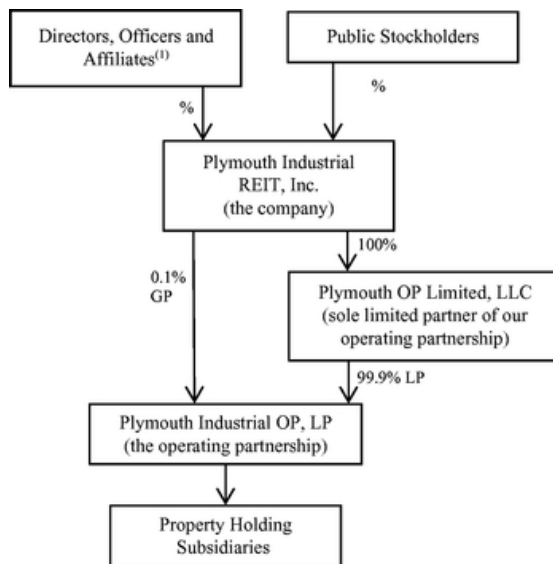 Directors, Officers and
Affiliates(1)
Public Stockholders
%
%
Plymouth Industrial
REIT, Inc.
(the company)
100%
0.1%
GP
Plymouth OP Limited, LLC
(sole limited partner of our
operating partnership)
99.9% LP
Plymouth Industrial OP, LP
(the operating partnership)
Property Holding
Subsidiaries